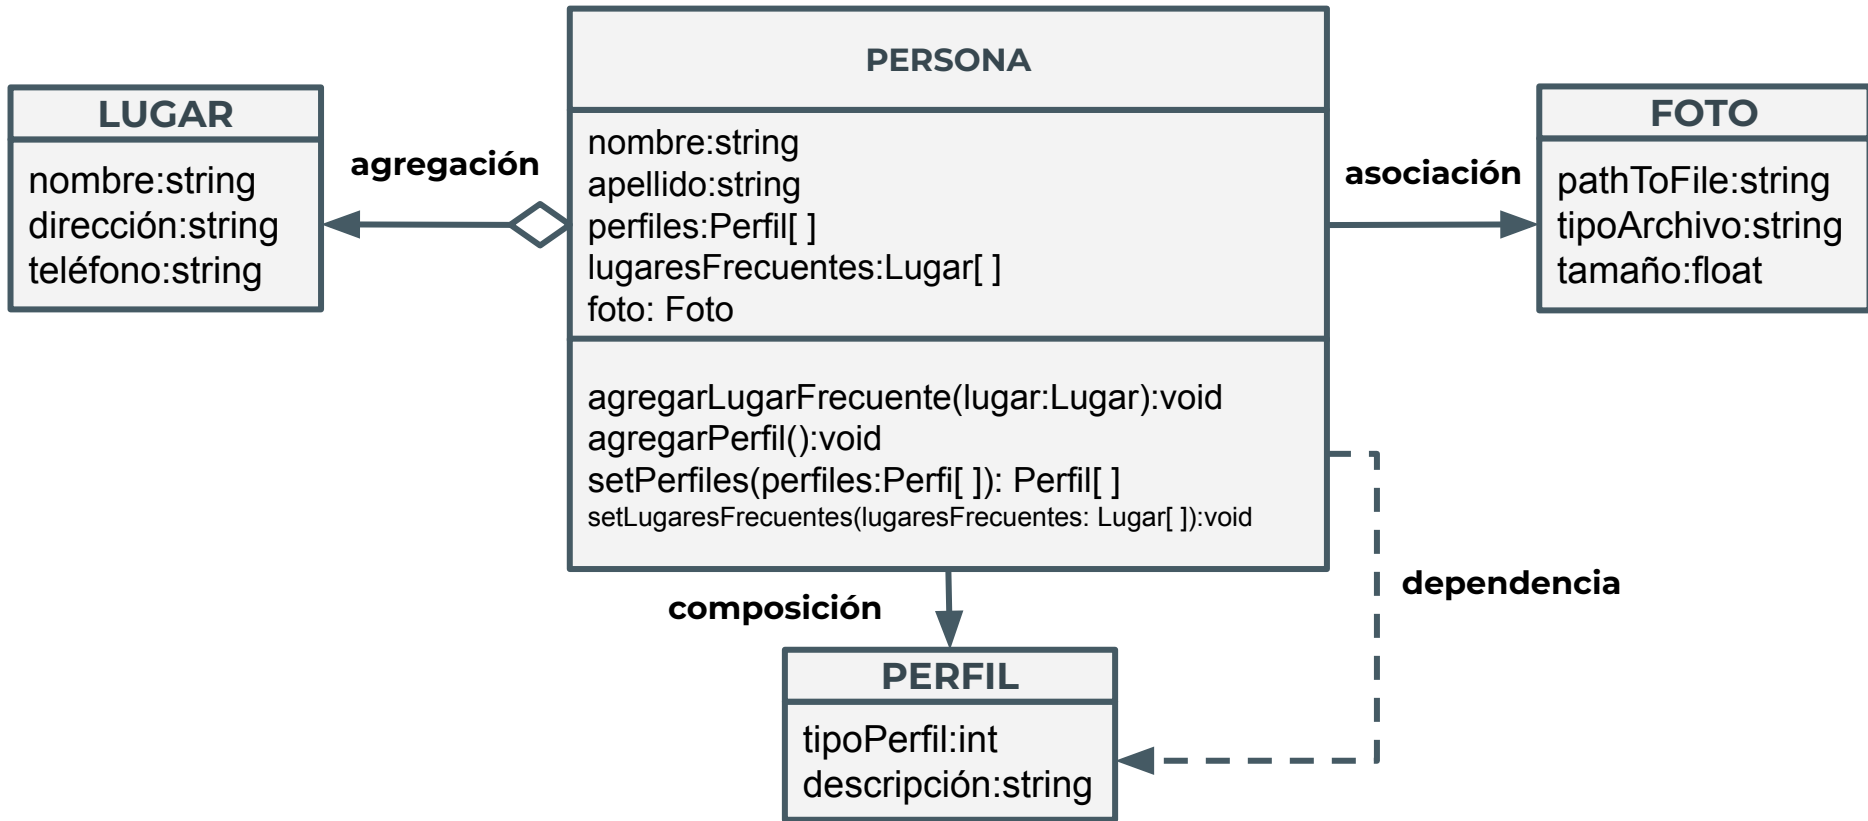 PERSONA
nombre:string
apellido:string
perfiles:Perfil[ ]
lugaresFrecuentes:Lugar[ ]
foto: Foto
agregarLugarFrecuente(lugar:Lugar):void
agregarPerfil():void
setPerfiles(perfiles:Perfi[ ]): Perfil[ ]
setLugaresFrecuentes(lugaresFrecuentes: Lugar[ ]):void
LUGAR
nombre:string
dirección:string
teléfono:string
agregación
asociación
FOTO
pathToFile:string
tipoArchivo:string
tamaño:float
composición
dependencia
PERFIL
tipoPerfil:int
descripción:string